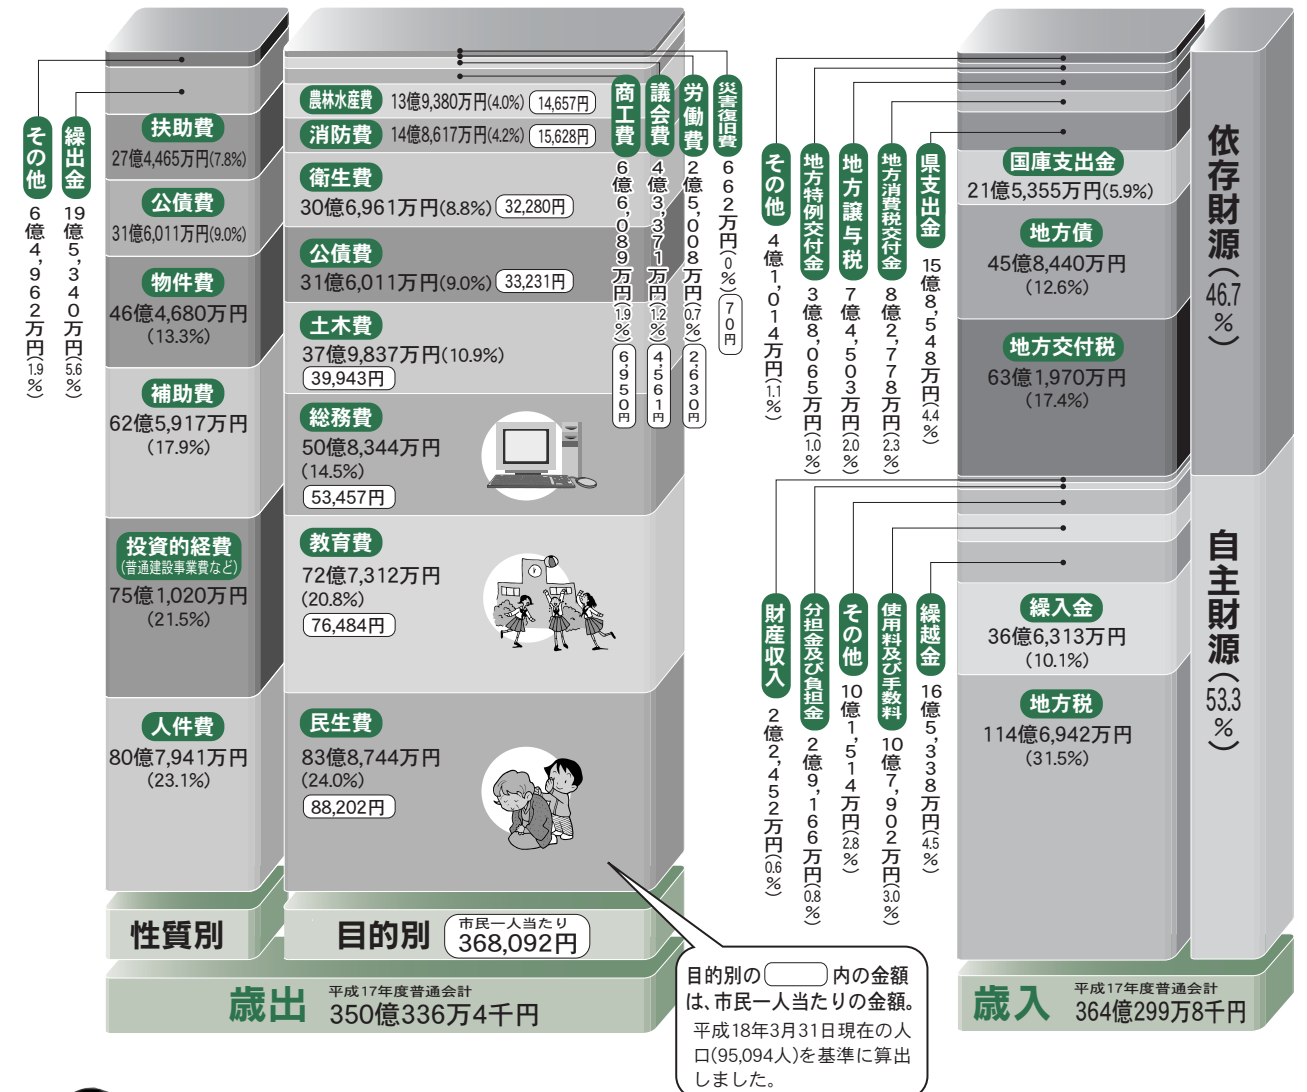 その他
6億4,962万円(1.9%)
繰出金
19億5,340万円(5.6%)
扶助費
27億4,465万円(7.8%)
公債費
31億6,011万円(9.0%)
物件費
46億4,680万円
(13.3%)
補助費
62億5,917万円
(17.9%)
投資的経費
(普通建設事業費など)
75億1,020万円
(21.5%)
人件費
80億7,941万円
(23.1%)
性質別
農林水産費 13億9,380万円(4.0%) 14,657円
消防費 14億8,617万円(4.2%) 15,628円
衛生費
30億6,961万円(8.8%) 32,280円
公債費
31億6,011万円(9.0%) 33,231円
土木費
37億9,837万円(10.9%)
39,943円
総務費
50億8,344万円
(14.5%)
53,457円
教育費
72億7,312万円
(20.8%)
76,484円
民生費
83億8,744万円
(24.0%)
88,202円
商工費
6億6,089万円(1.9%) 6,950円
議会費
4億3,371万円(1.2%) 4,561円
労働費
2億5,008万円(0.7%) 2,630円
災害復旧費
662万円(0%) 70円
目的別 市民一人当たり
368,092円
歳出 平成17年度普通会計
350億336万4千円
目的別の 内の金額
は、市民一人当たりの金額。
平成18年3月31日現在の人
口(95,094人)を基準に算出
しました。
その他
4億1,014万円(1.1%)
地方特例交付金
3億8,065万円(1.0%)
地方譲与税
7億4,503万円(2.0%)
地方消費税交付金
8億2,778万円(2.3%)
県支出金
15億8,548万円(4.4%)
国庫支出金
21億5,355万円(5.9%)
地方債
45億8,440万円
(12.6%)
地方交付税
63億1,970万円
(17.4%)
依存財源(46.7%)
財産収入
2億2,452万円(0.6%)
分担金及び負担金
2億9,166万円(0.8%)
その他
10億1,514万円(2.8%)
使用料及び手数料
10億7,902万円(3.0%)
繰越金
16億5,338万円(4.5%)
繰入金
36億6,313万円
(10.1%)
地方税
114億6,942万円
(31.5%)
自主財源(53.3%)
歳入 平成17年度普通会計
364億299万8千円